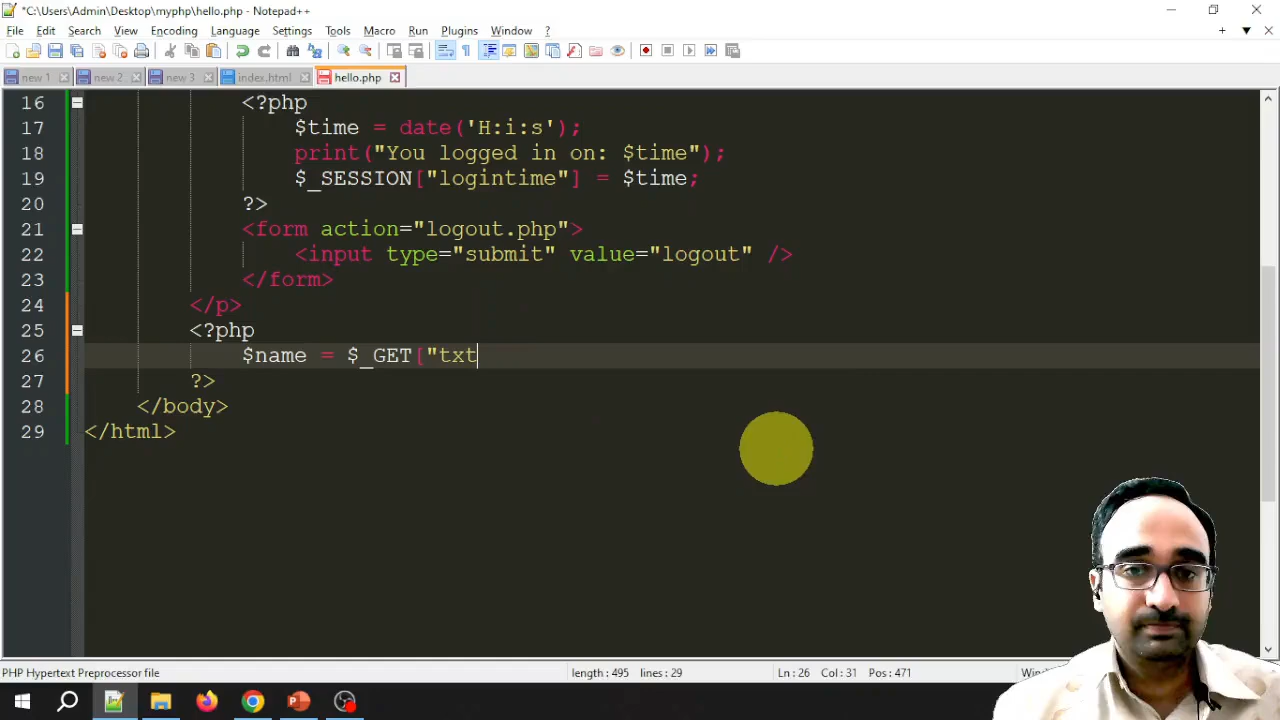 *C:\Users\Admin\Desktop\myphp\hello.php - Notepad++
File Edit Search View Encoding Language Settings Tools Macro Run Plugins Window ?
new 1 new 2 new 3 index.html hello.php
16 <?php
17 $time = date('H:i:s');
18 print("You logged in on: $time");
19 $_SESSION["logintime"] = $time;
20 ?>
21 <form action="logout.php">
22 <input type="submit" value="logout" />
23 </form>
24 </p>
25 <?php
26 $name = $_GET["txt
27 ?>
28 </body>
29 </html>
PHP Hypertext Preprocessor file length : 495 lines : 29 Ln : 26 Col : 31 Pos : 471